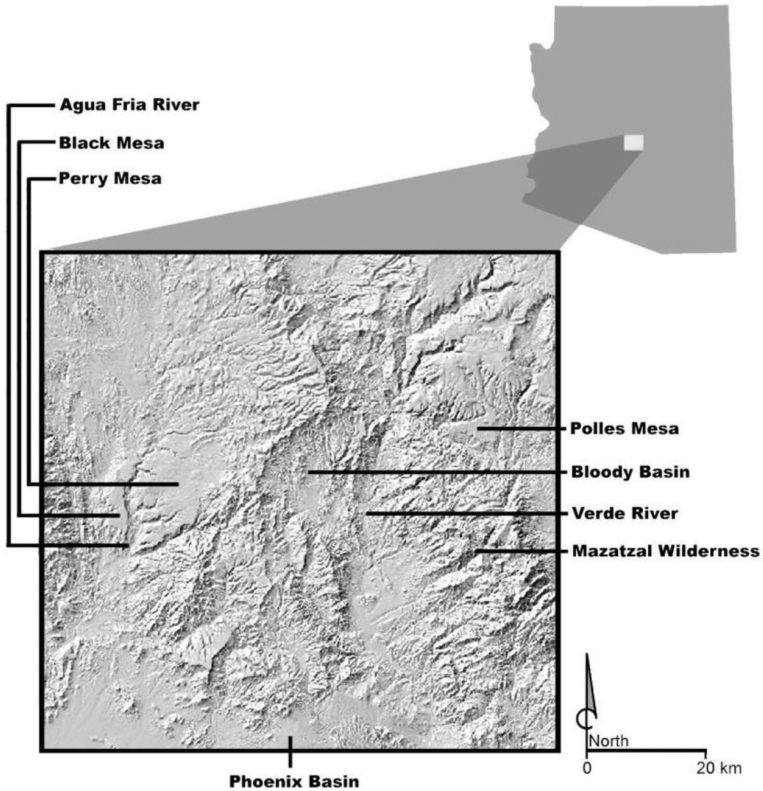 Agua Fria River
Black Mesa
Perry Mesa
Polles Mesa
Bloody Basin
Verde River
Mazatzal Wilderness
North
0
20 km
Phoenix Basin